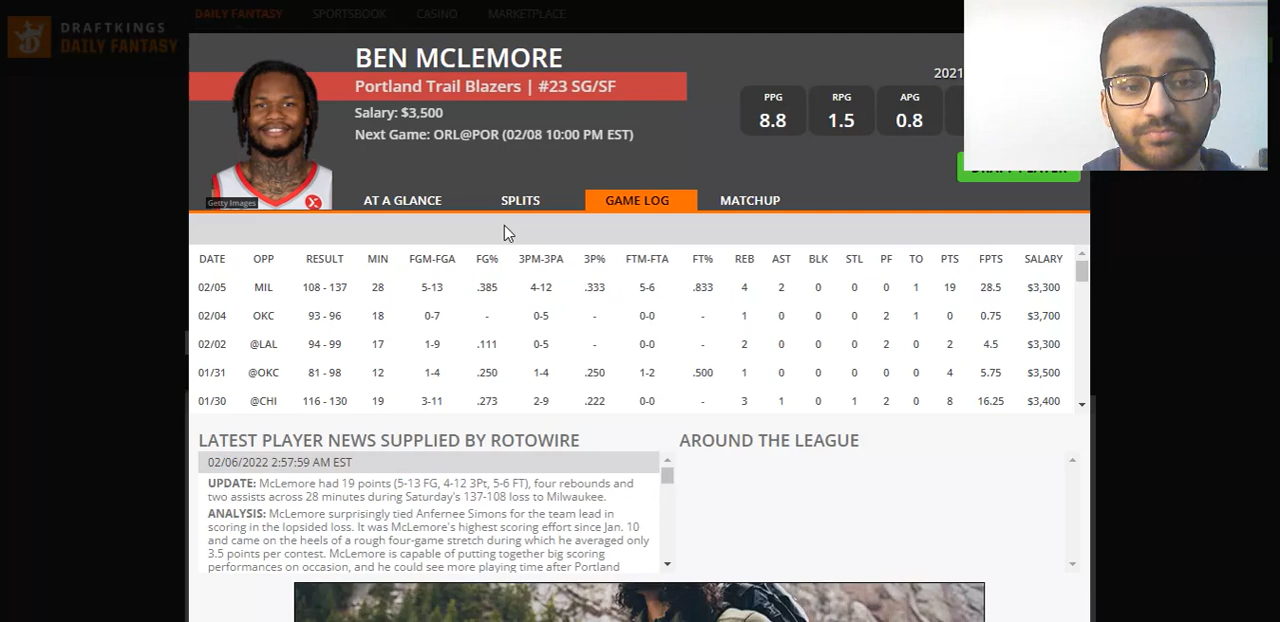 DRAFTKINGS
DAILY FANTASY
DAILY FANTASY SPORTSBOOK CASINO MARKETPLACE
BEN MCLEMORE
Portland Trail Blazers | #23 SG/SF
Salary: $3,500
Next Game: ORL@POR (02/08 10:00 PM EST)
2021
PPG RPG APG
8.8 1.5 0.8
Getty Images
AT A GLANCE SPLITS GAME LOG MATCHUP
DATE OPP RESULT MIN FGM-FGA FG% 3PM-3PA 3P% FTM-FTA FT% REB AST BLK STL PF TO PTS FPTS SALARY
02/05 MIL 108 - 137 28 5-13 .385 4-12 .333 5-6 .833 4 2 0 0 0 1 19 28.5 $3,300
02/04 OKC 93 - 96 18 0-7 - 0-5 - 0-0 - 1 0 0 0 2 1 0 0.75 $3,700
02/02 @LAL 94 - 99 17 1-9 .111 0-5 - 0-0 - 2 0 0 0 2 0 2 4.5 $3,300
01/31 @OKC 81 - 98 12 1-4 .250 1-4 .250 1-2 .500 1 0 0 0 0 0 4 5.75 $3,500
01/30 @CHI 116 - 130 19 3-11 .273 2-9 .222 0-0 - 3 1 0 1 2 0 8 16.25 $3,400
LATEST PLAYER NEWS SUPPLIED BY ROTOWIRE
02/06/2022 2:57:59 AM EST
UPDATE: McLemore had 19 points (5-13 FG, 4-12 3Pt, 5-6 FT), four rebounds and
two assists across 28 minutes during Saturday's 137-108 loss to Milwaukee.
ANALYSIS: McLemore surprisingly tied Anfernee Simons for the team lead in
scoring in the lopsided loss. It was McLemore's highest scoring effort since Jan. 10
and came on the heels of a rough four-game stretch during which he averaged only
3.5 points per contest. McLemore is capable of putting together big scoring
performances on occasion, and he could see more playing time after Portland
AROUND THE LEAGUE